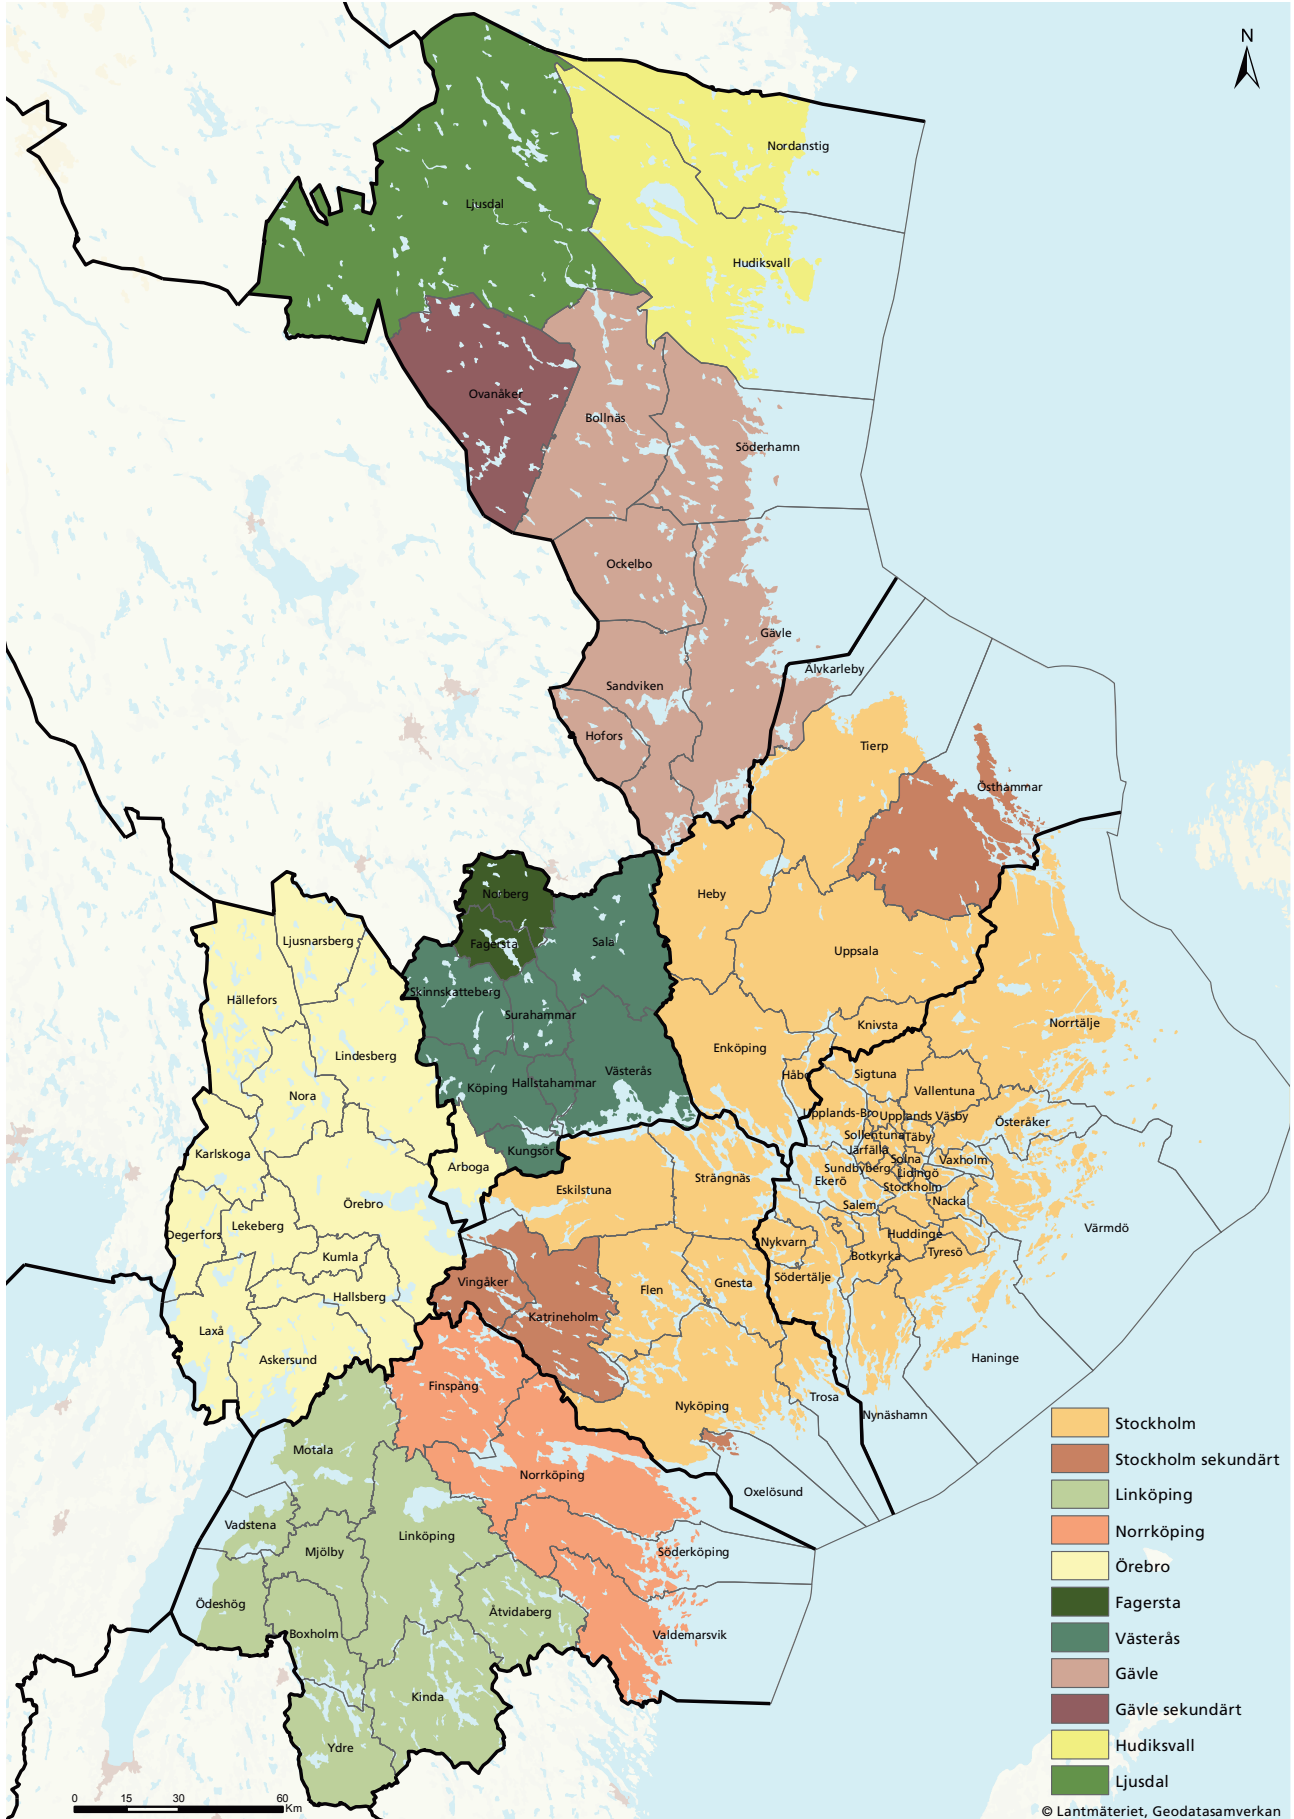 N
Nordanstig
Ljusdal
Hudiksvall
Ovanåker
Bollnäs
Söderhamn
Ockelbo
Gävle
Älvkarleby
Sandviken
Hofors
Tierp
Östhammar
Norberg
Heby
Fagersta
Sala
Ljusnarsberg
Uppsala
Skinnskatteberg
Hällefors
Surahammar
Knivsta
Norrtälje
Lindesberg
Enköping
Västerås
Håbo
Sigtuna
Köping
Hallstahammar
Vallentuna
Nora
Upplands-Bro
Upplands Väsby
Österåker
Sollentuna
Täby
Järfälla
Kungsör
Karlskoga
Solna
Vaxholm
Arboga
Sundbyberg
Lidingö
Strängnäs
Ekerö
Stockholm
Eskilstuna
Nacka
Örebro
Salem
Lekeberg
Värmdö
Degerfors
Huddinge
Nykvarn
Tyresö
Kumla
Botkyrka
Södertälje
Vingåker
Gnesta
Flen
Hallsberg
Katrineholm
Laxå
Askersund
Haninge
Finspång
Trosa
Nyköping
Nynäshamn
Motala
Norrköping
Oxelösund
Vadstena
Linköping
Mjölby
Söderköping
Ödeshög
Åtvidaberg
Boxholm
Valdemarsvik
Kinda
Ydre
Stockholm
Stockholm sekundärt
Linköping
Norrköping
Örebro
Fagersta
Västerås
Gävle
Gävle sekundärt
Hudiksvall
Ljusdal
0 15 30 60
Km
© Lantmäteriet, Geodatasamverkan